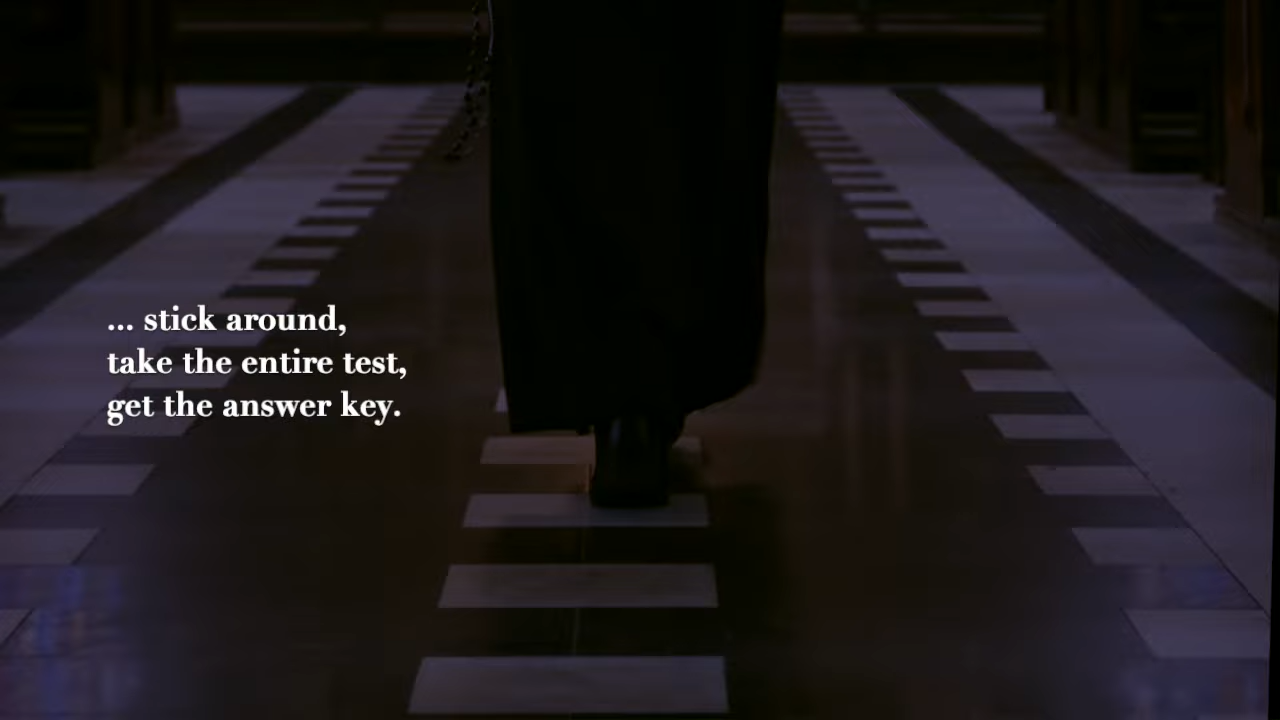 ... stick around,
take the entire test,
get the answer key.